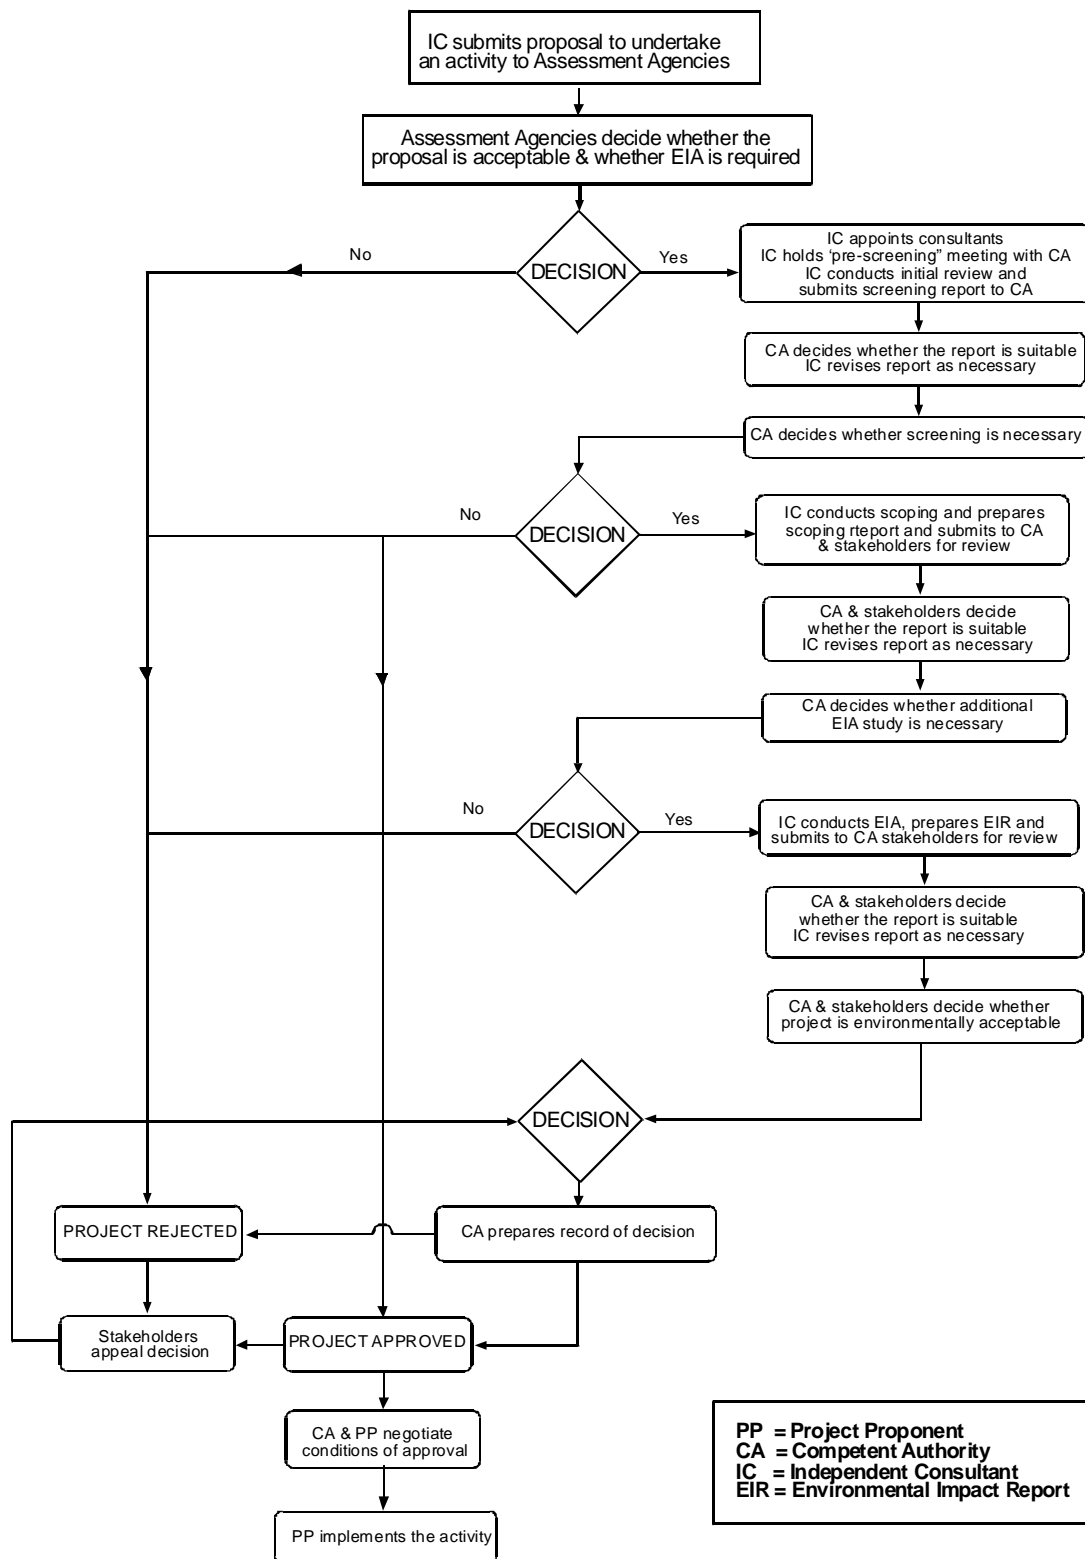 IC submits proposal to undertake
an activity to Assessment Agencies
Assessment Agencies decide whether the
proposal is acceptable & whether EIA is required
DECISION
No
Yes
IC appoints consultants
IC holds ‘pre-screening” meeting with CA
IC conducts initial review and
submits screening report to CA
CA decides whether the report is suitable
IC revises report as necessary
CA decides whether screening is necessary
DECISION
No
Yes
IC conducts scoping and prepares
scoping rteport and submits to CA
& stakeholders for review
CA & stakeholders decide
whether the report is suitable
IC revises report as necessary
CA decides whether additional
EIA study is necessary
DECISION
No
Yes
IC conducts EIA, prepares EIR and
submits to CA stakeholders for review
CA & stakeholders decide
whether the report is suitable
IC revises report as necessary
CA & stakeholders decide whether
project is environmentally acceptable
DECISION
PROJECT REJECTED
CA prepares record of decision
Stakeholders
appeal decision
PROJECT APPROVED
CA & PP negotiate
conditions of approval
PP implements the activity
PP = Project Proponent
CA = Competent Authority
IC = Independent Consultant
EIR = Environmental Impact Report